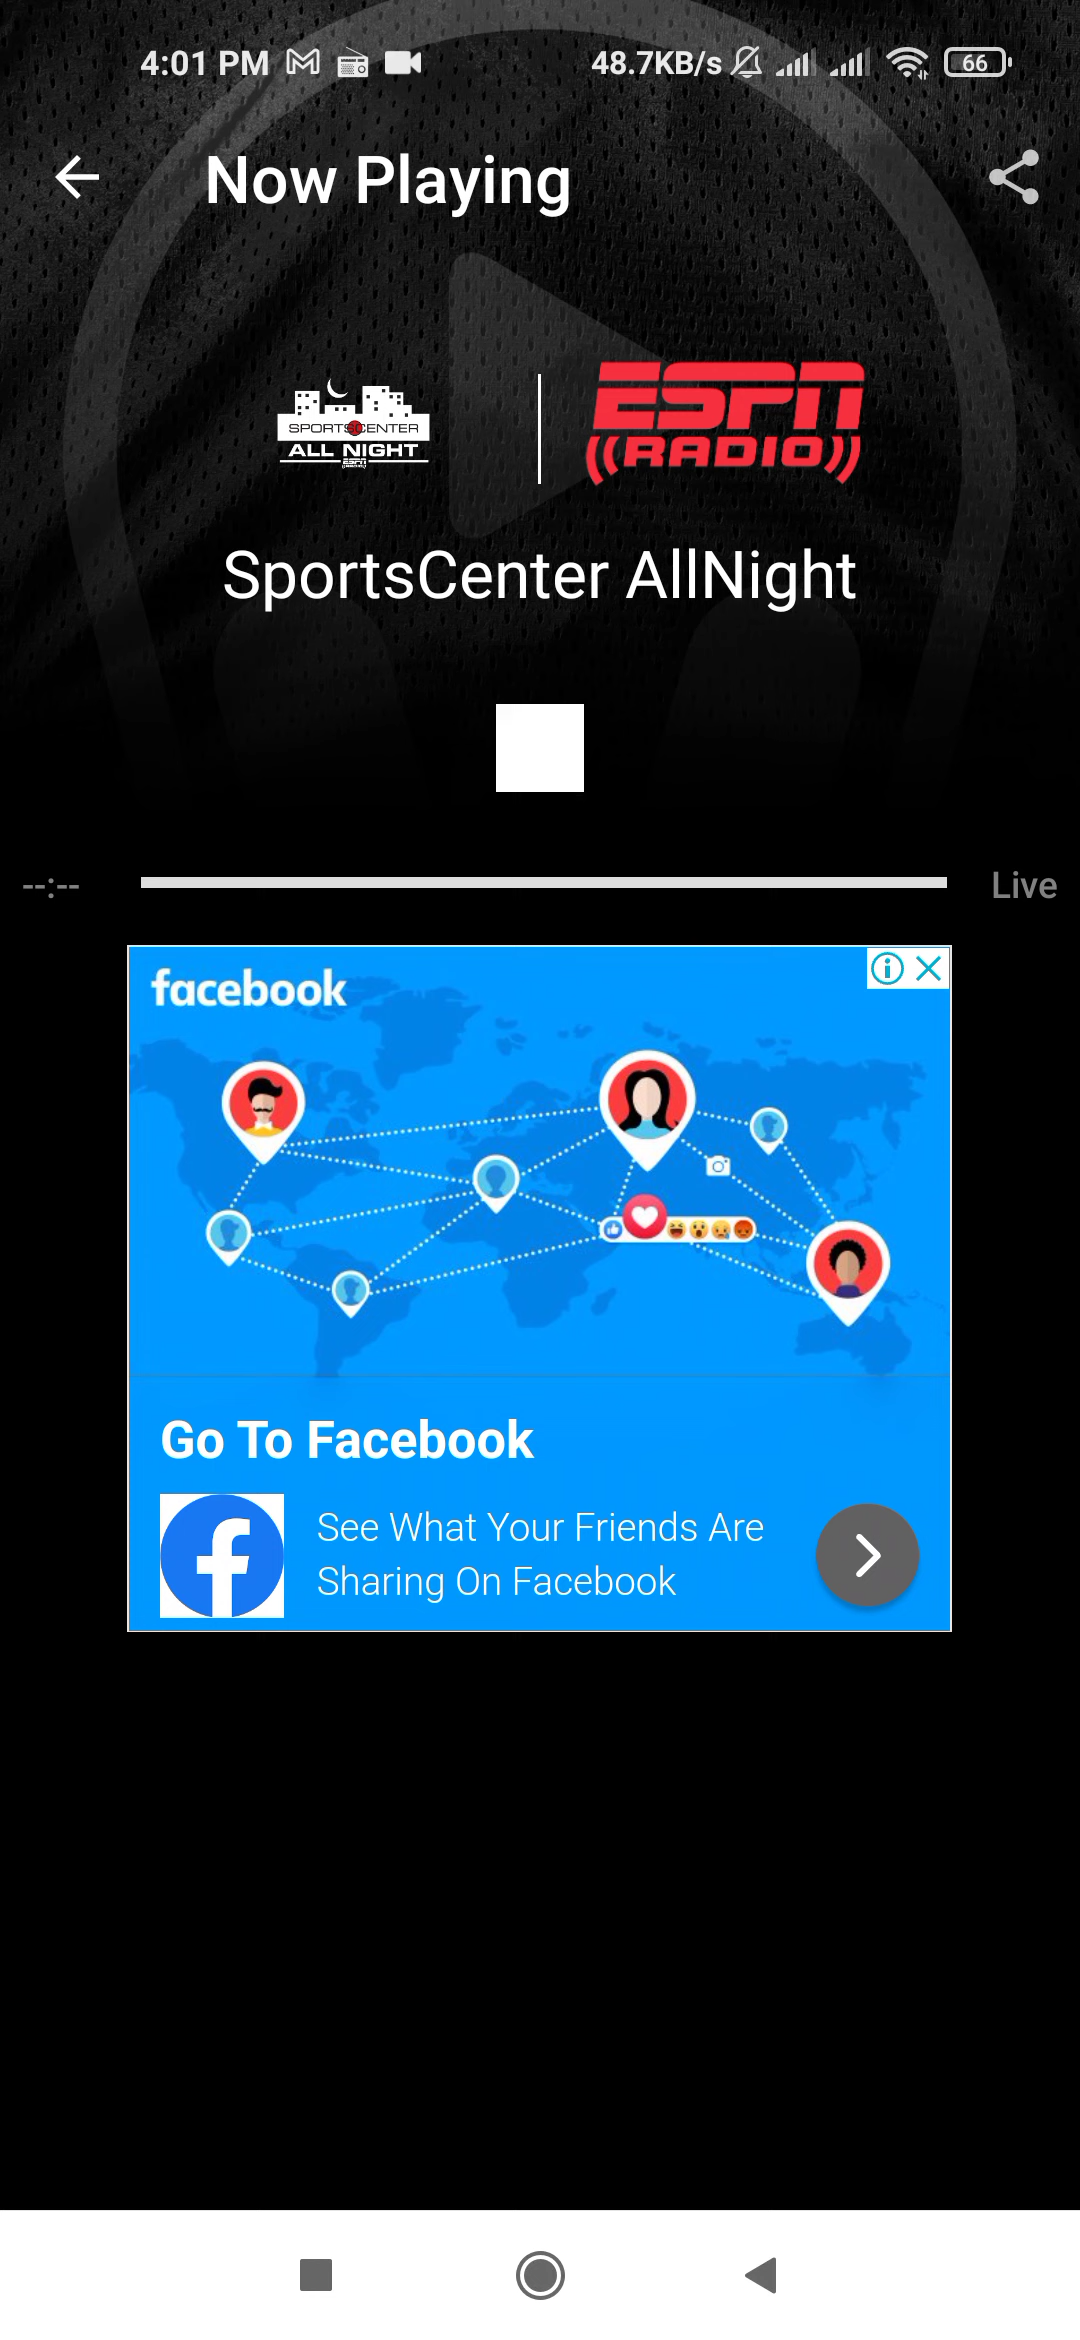 4:01 PM
48.7KB/s
66
Now Playing
SPORTSCENTER
ALL NIGHT
ESPN
RADIO
SportsCenter AllNight
--:--
Live
facebook
Go To Facebook
See What Your Friends Are
Sharing On Facebook